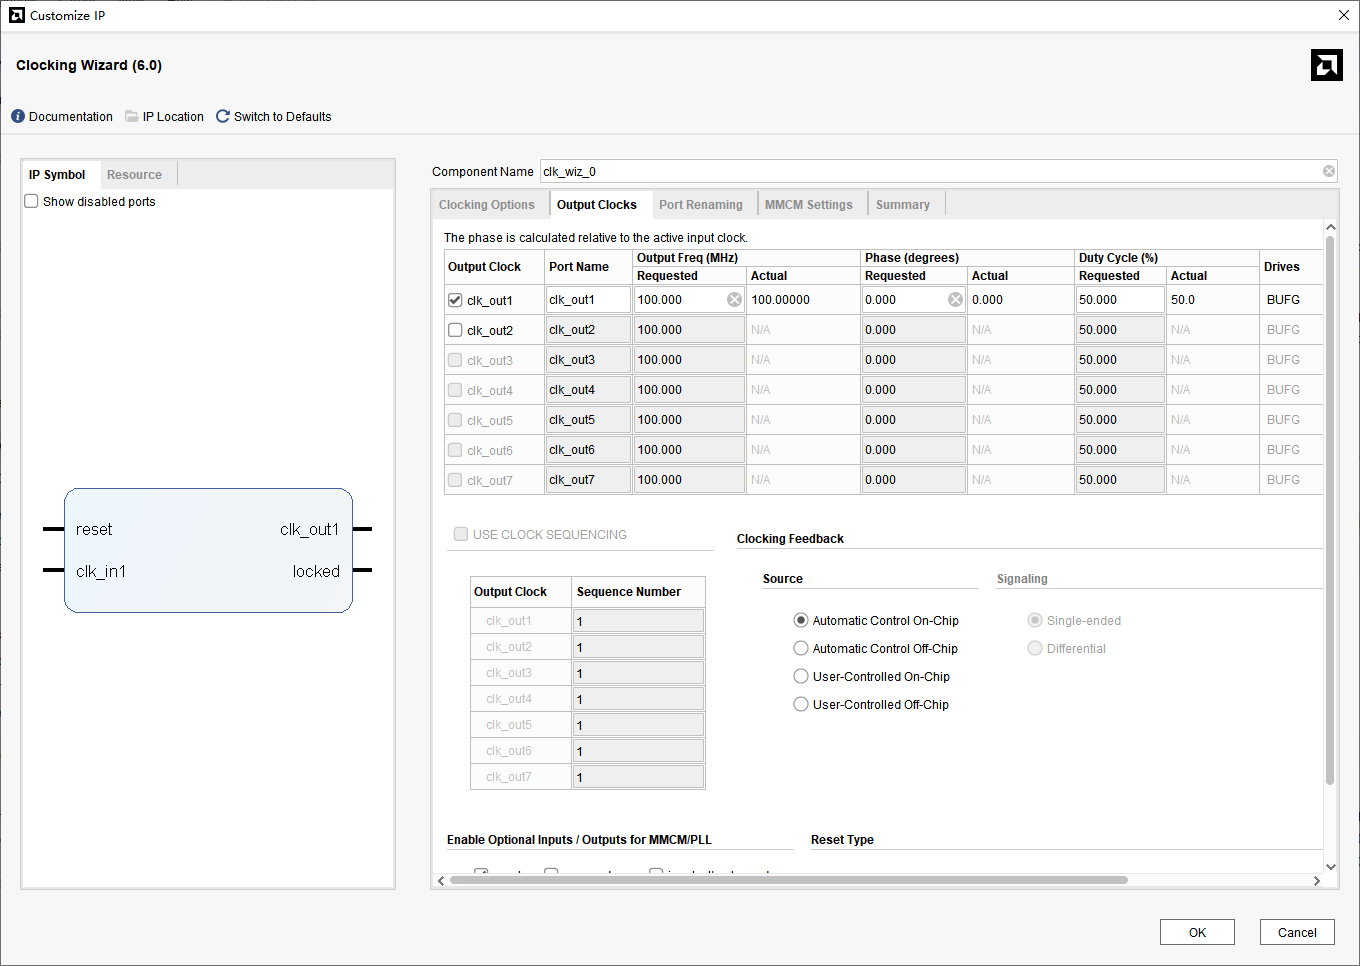 Customize IP
Clocking Wizard (6.0)
Documentation IP Location Switch to Defaults
IP Symbol Resource
Show disabled ports
reset clk_out1
clk_in1 locked
Component Name clk_wiz_0
Clocking Options Output Clocks Port Renaming MMCM Settings Summary
The phase is calculated relative to the active input clock.
Output Clock Port Name Output Freq (MHz) Phase (degrees) Duty Cycle (%) Drives
Requested Actual Requested Actual Requested Actual
clk_out1 clk_out1 100.000 100.00000 0.000 0.000 50.000 50.0 BUFG
clk_out2 clk_out2 100.000 N/A 0.000 N/A 50.000 N/A BUFG
clk_out3 clk_out3 100.000 N/A 0.000 N/A 50.000 N/A BUFG
clk_out4 clk_out4 100.000 N/A 0.000 N/A 50.000 N/A BUFG
clk_out5 clk_out5 100.000 N/A 0.000 N/A 50.000 N/A BUFG
clk_out6 clk_out6 100.000 N/A 0.000 N/A 50.000 N/A BUFG
clk_out7 clk_out7 100.000 N/A 0.000 N/A 50.000 N/A BUFG
USE CLOCK SEQUENCING
Output Clock Sequence Number
clk_out1 1
clk_out2 1
clk_out3 1
clk_out4 1
clk_out5 1
clk_out6 1
clk_out7 1
Clocking Feedback
Source Signaling
Automatic Control On-Chip Single-ended
Automatic Control Off-Chip Differential
User-Controlled On-Chip
User-Controlled Off-Chip
Enable Optional Inputs / Outputs for MMCM/PLL Reset Type
OK Cancel